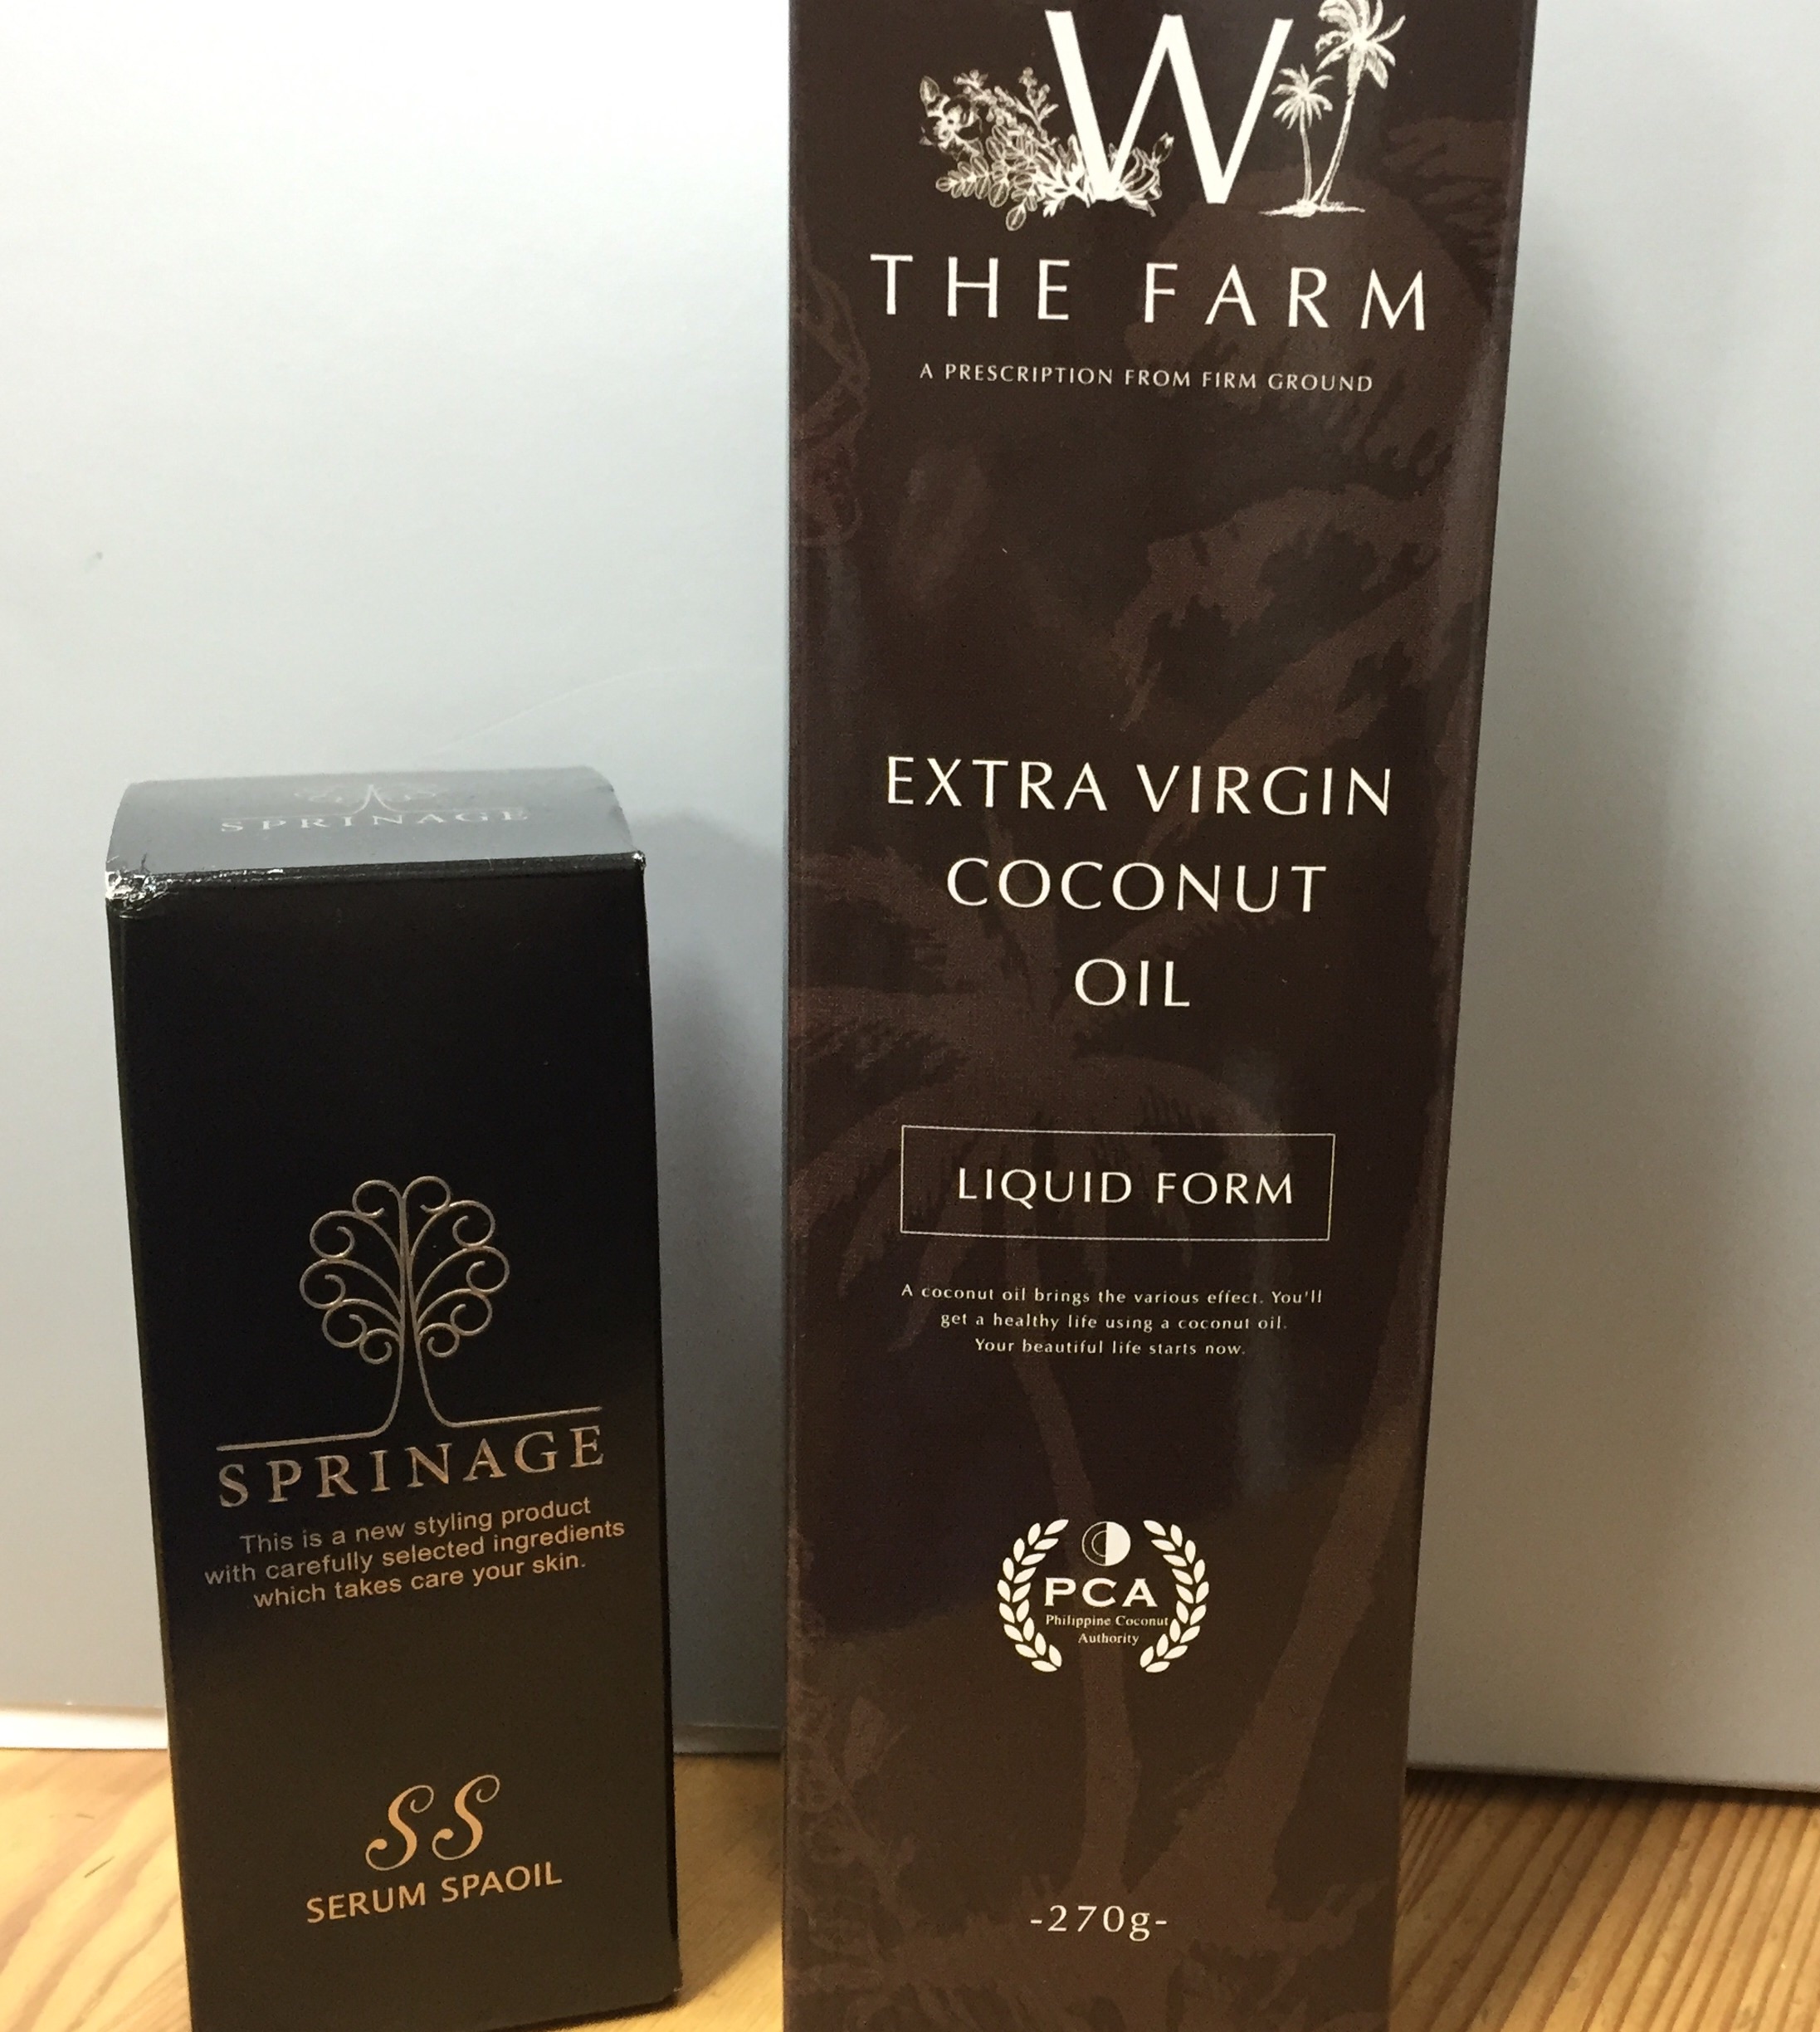 SPRINAGE
SPRINAGE
This is a new styling product
with carefully selected ingredients
which takes care your skin.
SS
SERUM SPAOIL
W
THE FARM
A PRESCRIPTION FROM FIRM GROUND
EXTRA VIRGIN
COCONUT
OIL
LIQUID FORM
A coconut oil brings the various effect. You'll
get a healthy life using a coconut oil.
Your beautiful life starts now.
PCA
Philippine Coconut
Authority
-270g-